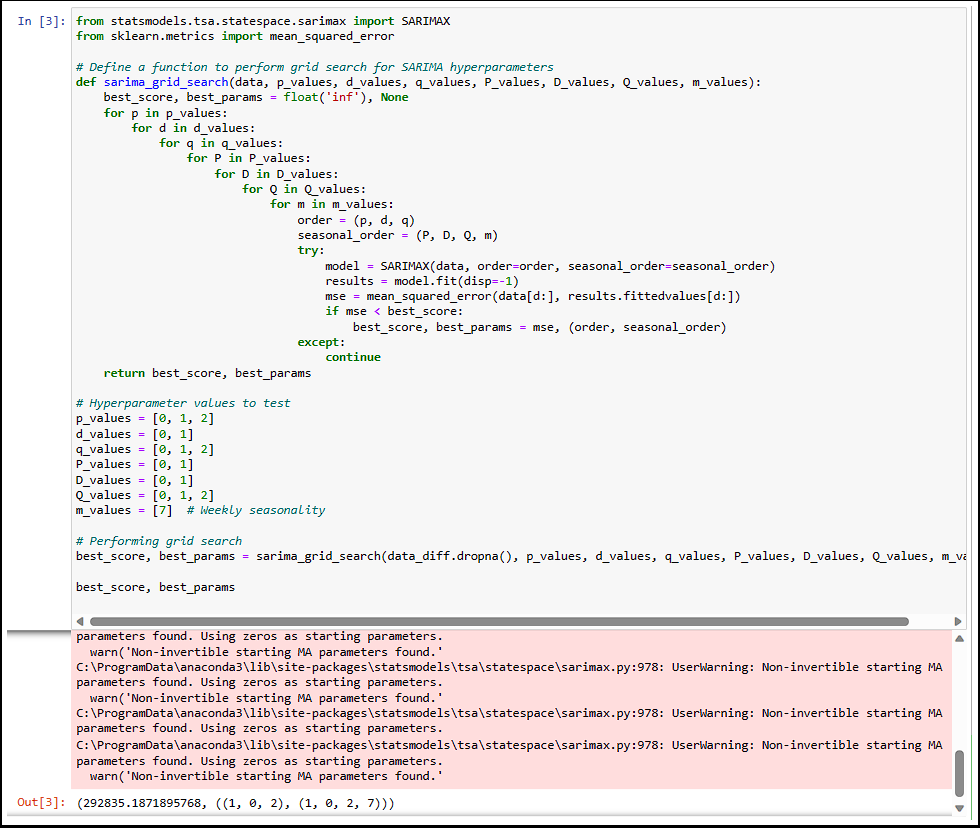 In [3]: from statsmodels.tsa.statespace.sarimax import SARIMAX
from sklearn.metrics import mean_squared_error
# Define a function to perform grid search for SARIMA hyperparameters
def sarima_grid_search(data, p_values, d_values, q_values, P_values, D_values, Q_values, m_values):
    best_score, best_params = float('inf'), None
    for p in p_values:
        for d in d_values:
            for q in q_values:
                for P in P_values:
                    for D in D_values:
                        for Q in Q_values:
                            for m in m_values:
                                order = (p, d, q)
                                seasonal_order = (P, D, Q, m)
                                try:
                                    model = SARIMAX(data, order=order, seasonal_order=seasonal_order)
                                    results = model.fit(disp=-1)
                                    mse = mean_squared_error(data[d:], results.fittedvalues[d:])
                                    if mse < best_score:
                                        best_score, best_params = mse, (order, seasonal_order)
                                except:
                                    continue
    return best_score, best_params
# Hyperparameter values to test
p_values = [0, 1, 2]
d_values = [0, 1]
q_values = [0, 1, 2]
P_values = [0, 1]
D_values = [0, 1]
Q_values = [0, 1, 2]
m_values = [7]  # Weekly seasonality
# Performing grid search
best_score, best_params = sarima_grid_search(data_diff.dropna(), p_values, d_values, q_values, P_values, D_values, Q_values, m_va
best_score, best_params
parameters found. Using zeros as starting parameters.
  warn('Non-invertible starting MA parameters found.'
C:\ProgramData\anaconda3\lib\site-packages\statsmodels\tsa\statespace\sarimax.py:978: UserWarning: Non-invertible starting MA
parameters found. Using zeros as starting parameters.
  warn('Non-invertible starting MA parameters found.'
C:\ProgramData\anaconda3\lib\site-packages\statsmodels\tsa\statespace\sarimax.py:978: UserWarning: Non-invertible starting MA
parameters found. Using zeros as starting parameters.
C:\ProgramData\anaconda3\lib\site-packages\statsmodels\tsa\statespace\sarimax.py:978: UserWarning: Non-invertible starting MA
parameters found. Using zeros as starting parameters.
  warn('Non-invertible starting MA parameters found.'
Out[3]: (292835.1871895768, ((1, 0, 2), (1, 0, 2, 7)))